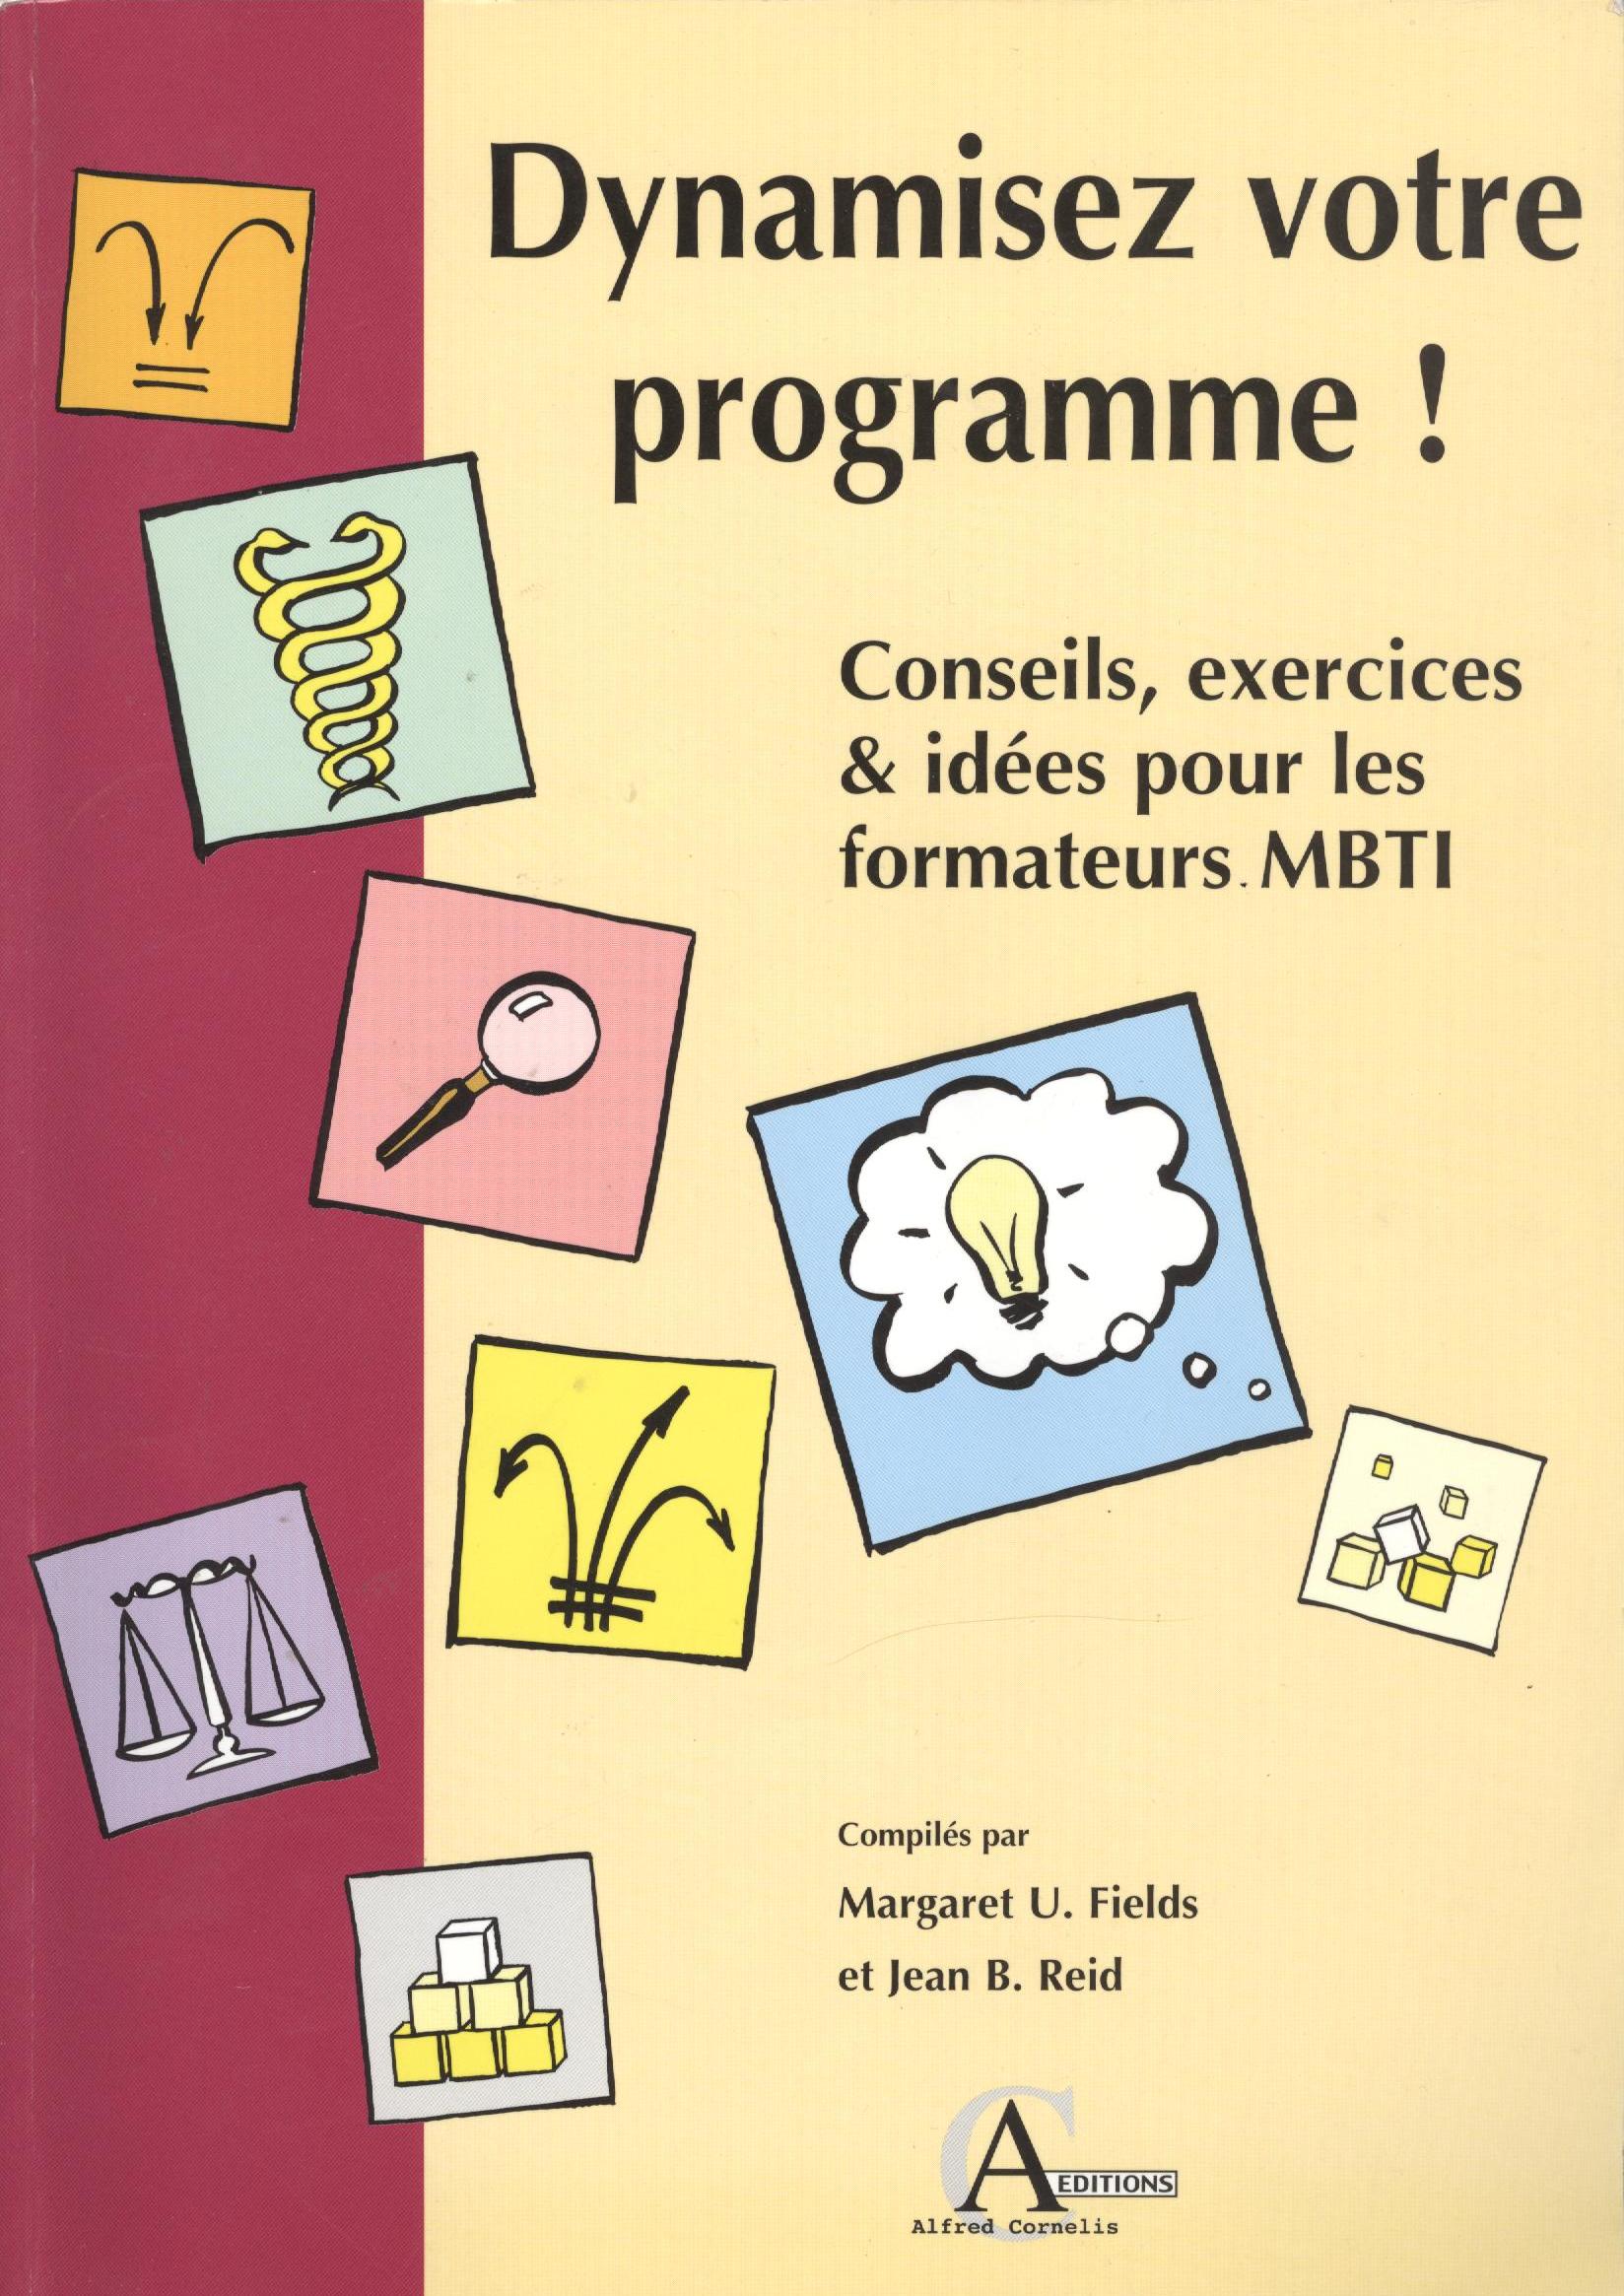 Dynamisez votre
programme !
Conseils, exercices
& idées pour les
formateurs MBTI
Compilés par
Margaret U. Fields
et Jean B. Reid
CA EDITIONS
Alfred Cornelis